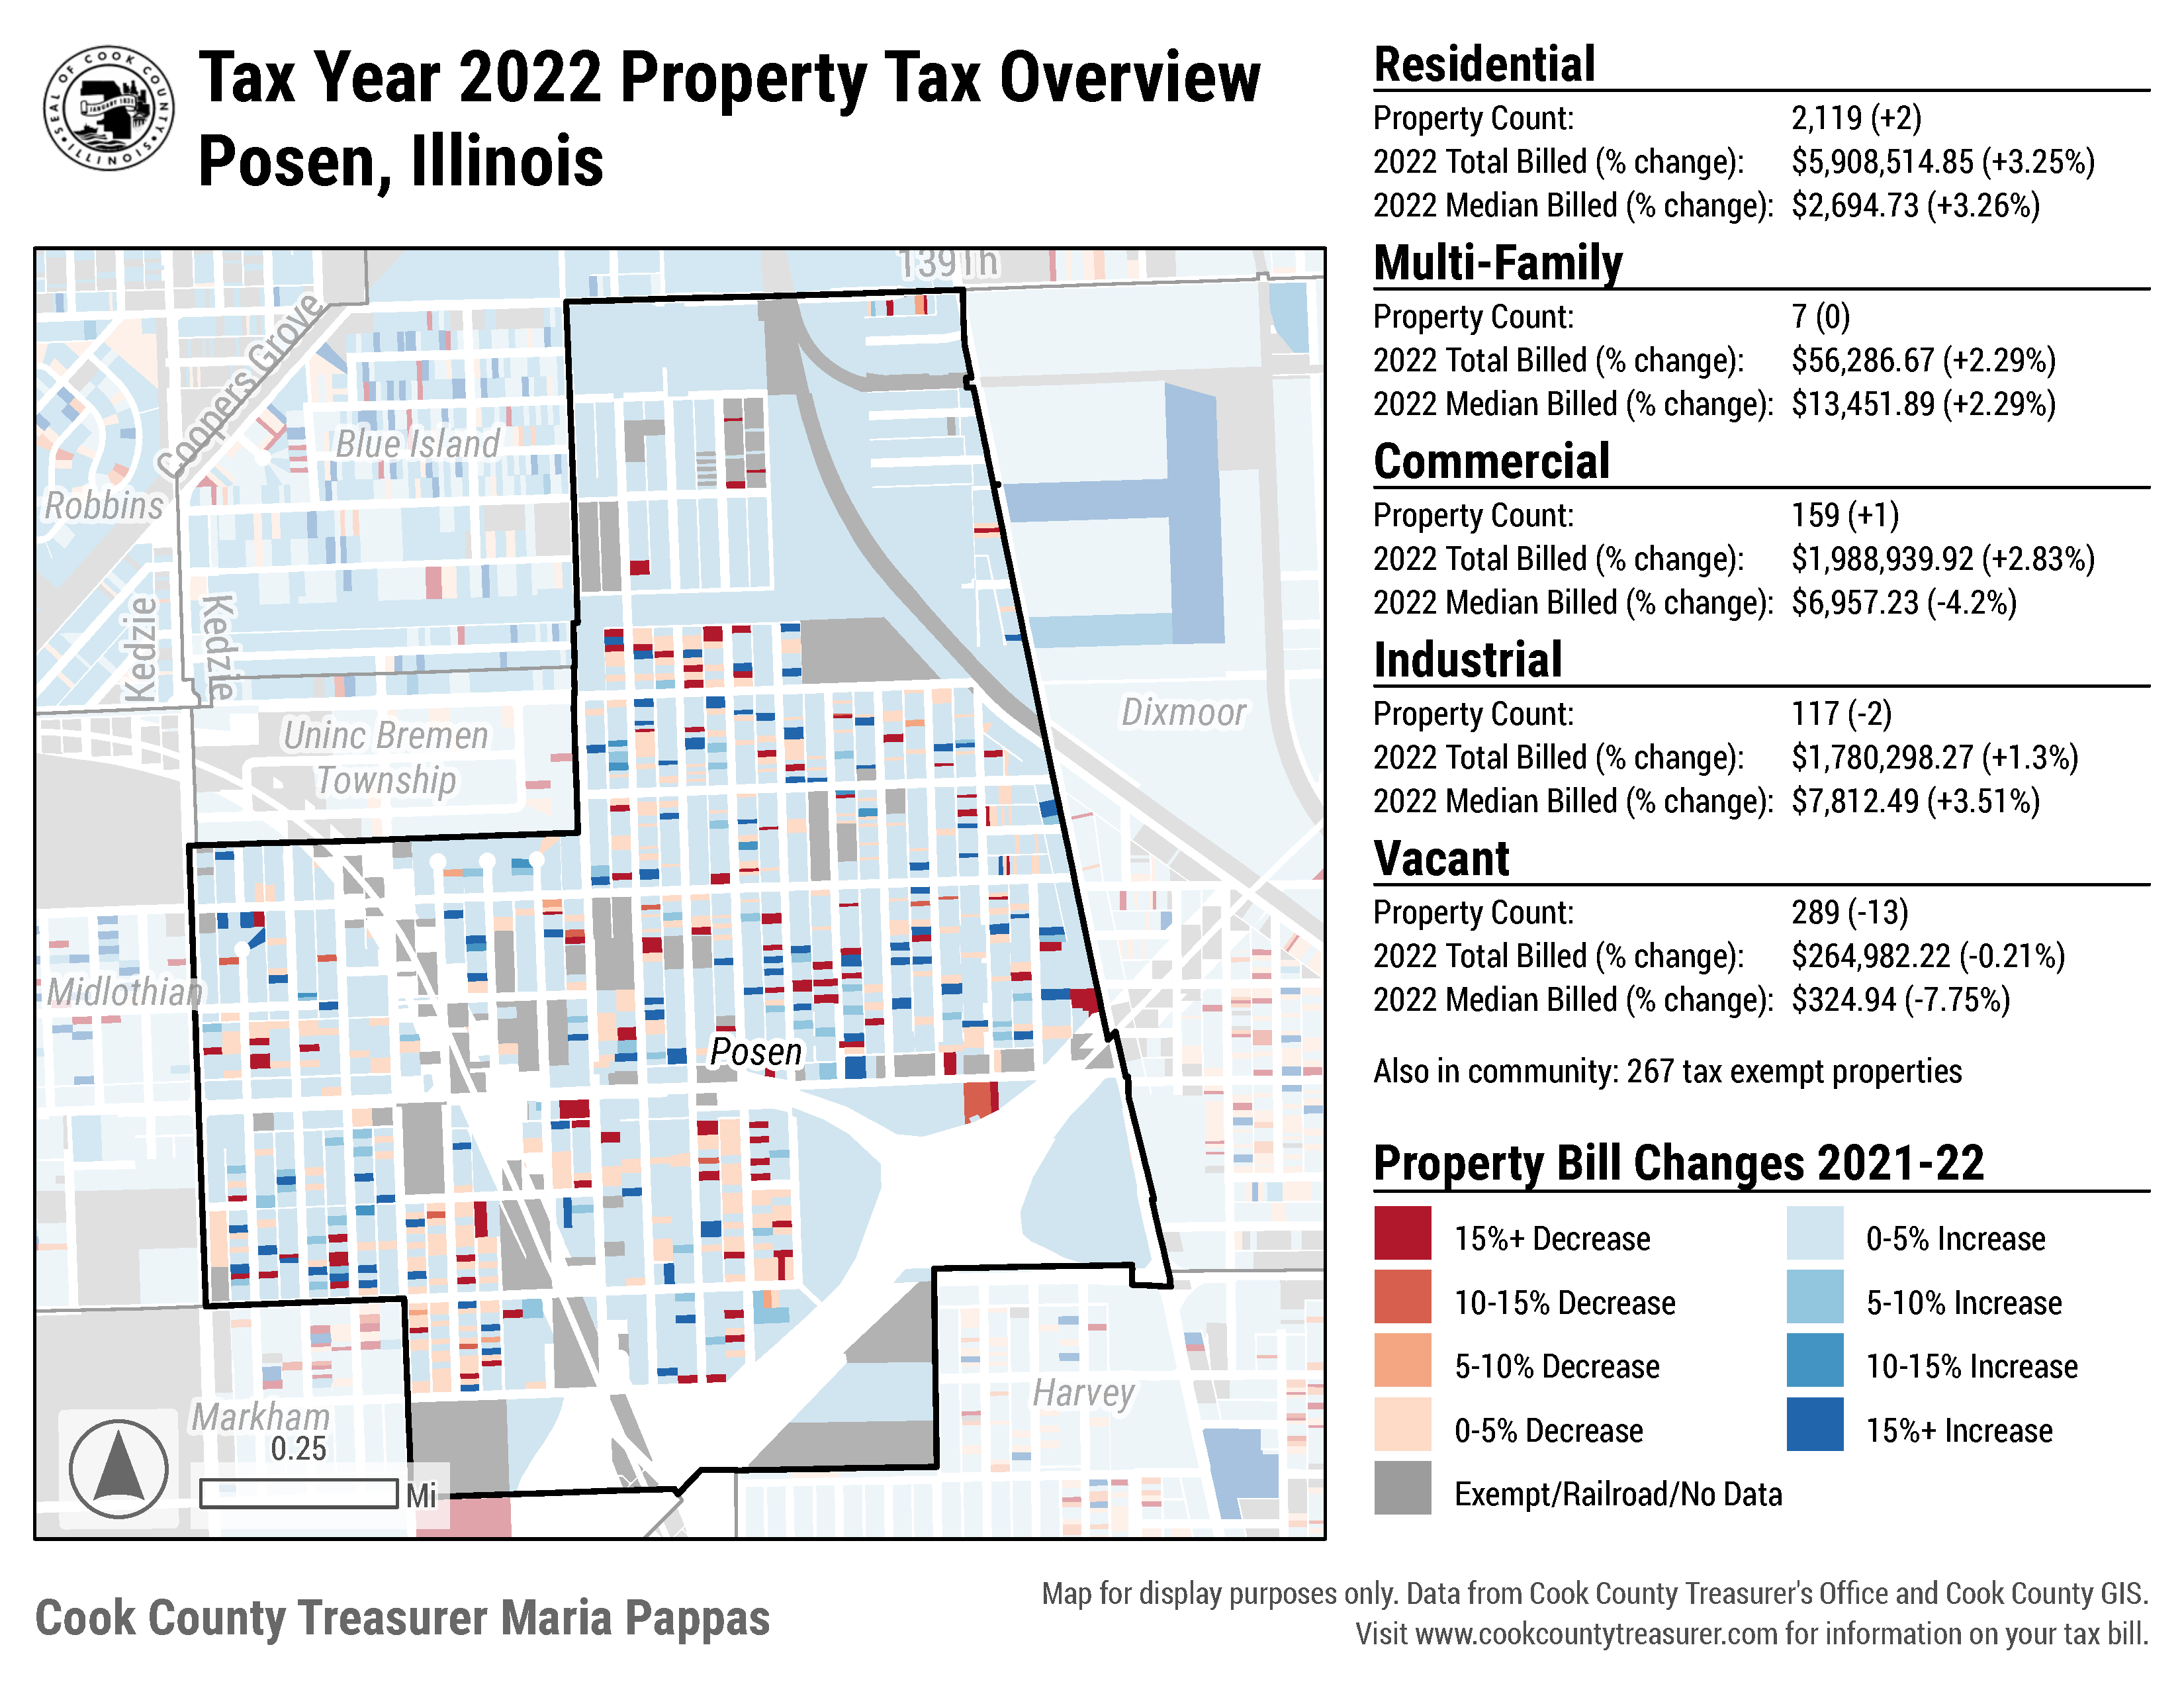 SEAL OF COOK COUNTY
JANUARY 1831
ILLINOIS
Tax Year 2022 Property Tax Overview
Posen, Illinois
139Th
Coopers Grove
Blue Island
Robbins
Kedzie
Kedzie
Dixmoor
Uninc Bremen
Township
Midlothian
Posen
Harvey
Markham
0.25
Mi
Residential
Property Count: 2,119 (+2)
2022 Total Billed (% change): $5,908,514.85 (+3.25%)
2022 Median Billed (% change): $2,694.73 (+3.26%)
Multi-Family
Property Count: 7 (0)
2022 Total Billed (% change): $56,286.67 (+2.29%)
2022 Median Billed (% change): $13,451.89 (+2.29%)
Commercial
Property Count: 159 (+1)
2022 Total Billed (% change): $1,988,939.92 (+2.83%)
2022 Median Billed (% change): $6,957.23 (-4.2%)
Industrial
Property Count: 117 (-2)
2022 Total Billed (% change): $1,780,298.27 (+1.3%)
2022 Median Billed (% change): $7,812.49 (+3.51%)
Vacant
Property Count: 289 (-13)
2022 Total Billed (% change): $264,982.22 (-0.21%)
2022 Median Billed (% change): $324.94 (-7.75%)
Also in community: 267 tax exempt properties
Property Bill Changes 2021-22
15%+ Decrease
0-5% Increase
10-15% Decrease
5-10% Increase
5-10% Decrease
10-15% Increase
0-5% Decrease
15%+ Increase
Exempt/Railroad/No Data
Cook County Treasurer Maria Pappas
Map for display purposes only. Data from Cook County Treasurer's Office and Cook County GIS.
Visit www.cookcountytreasurer.com for information on your tax bill.